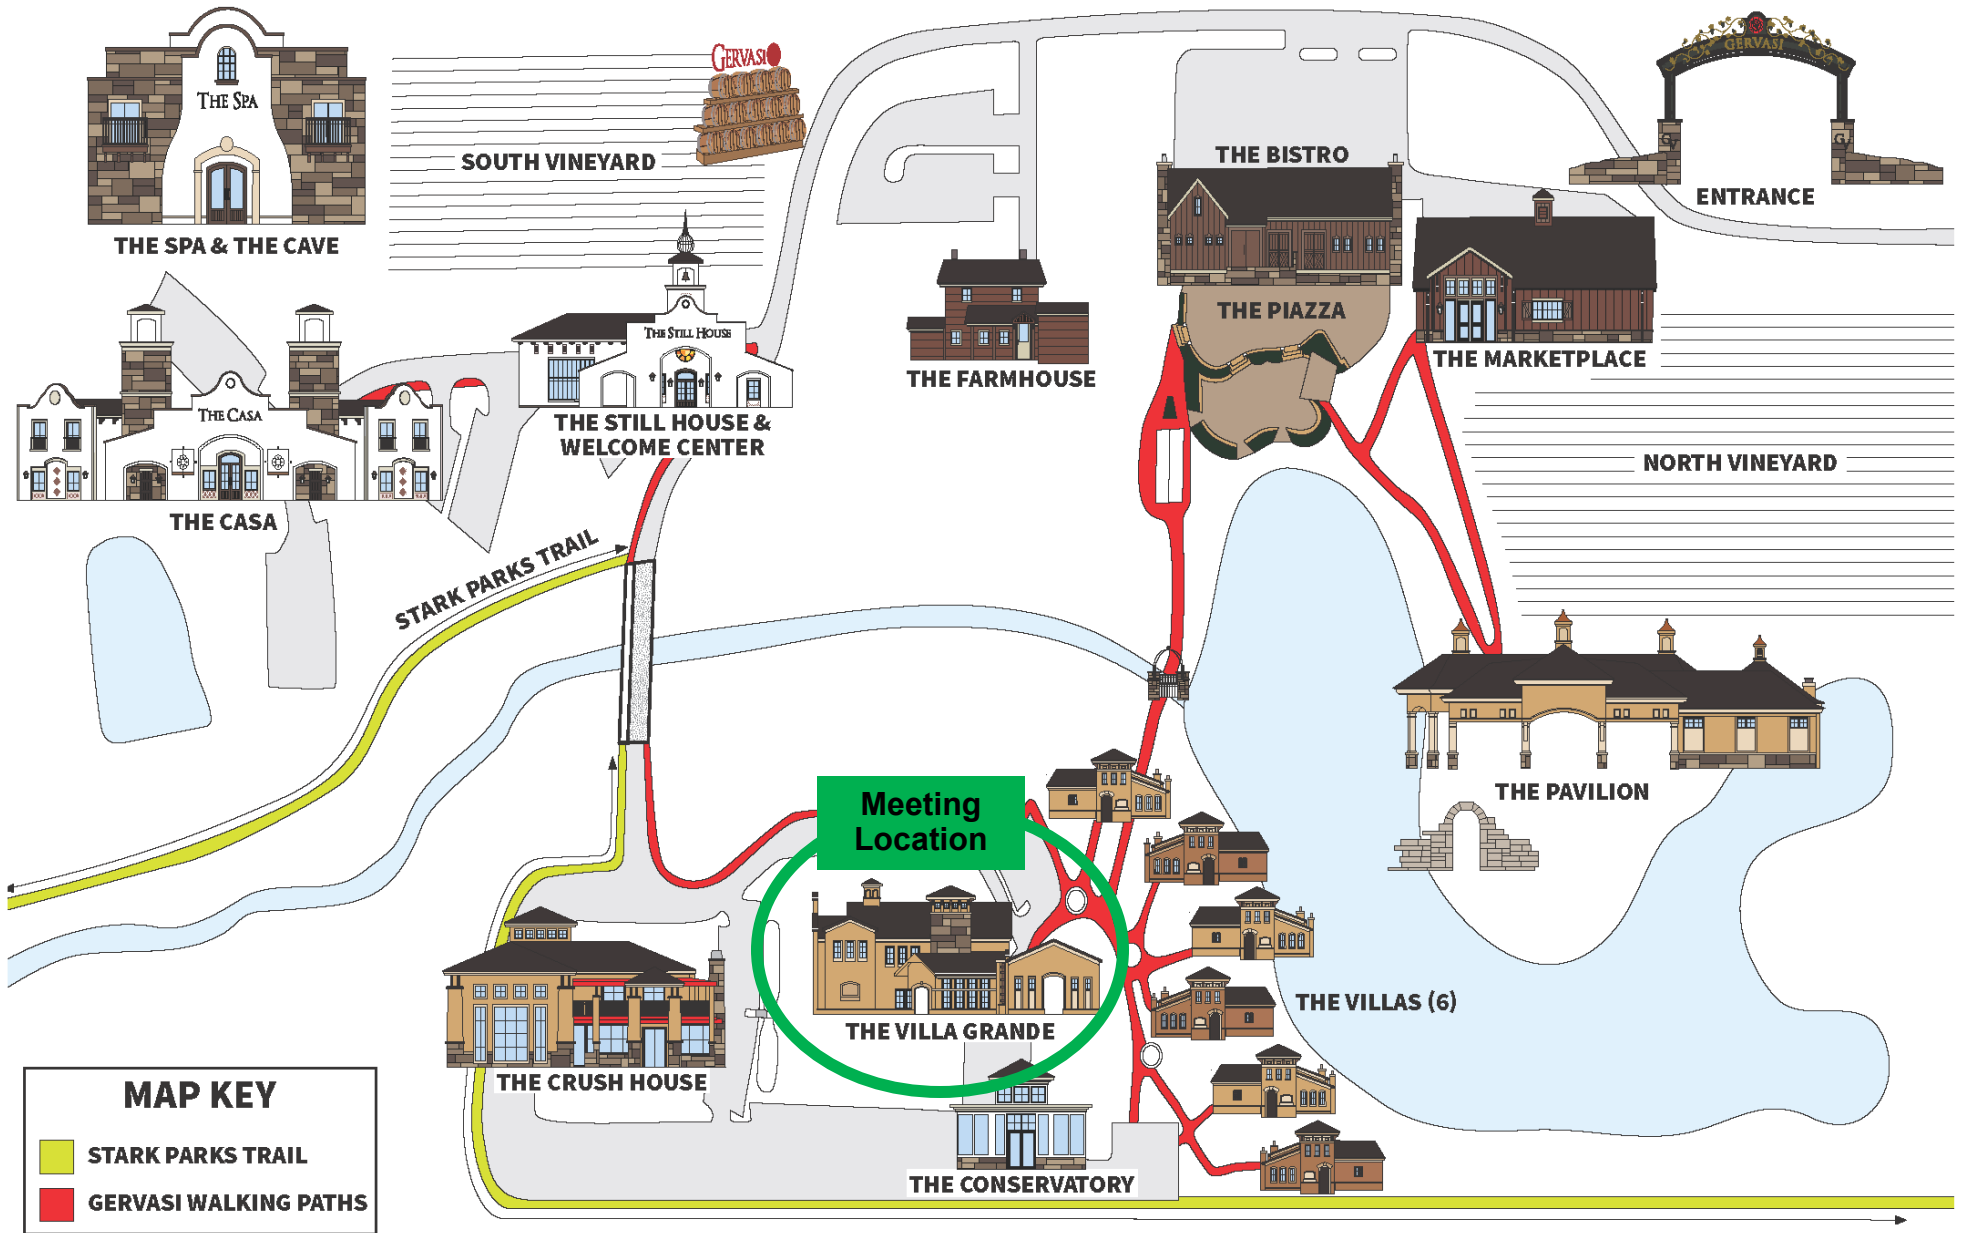 THE SPA
THE SPA & THE CAVE
GERVASI
SOUTH VINEYARD
THE BISTRO
GERVASI
GV
GV
ENTRANCE
THE PIAZZA
THE MARKETPLACE
THE FARMHOUSE
THE STILL HOUSE
THE STILL HOUSE &
WELCOME CENTER
THE CASA
THE CASA
NORTH VINEYARD
STARK PARKS TRAIL
THE PAVILION
Meeting
Location
THE VILLA GRANDE
THE VILLAS (6)
THE CRUSH HOUSE
THE CONSERVATORY
MAP KEY
STARK PARKS TRAIL
GERVASI WALKING PATHS